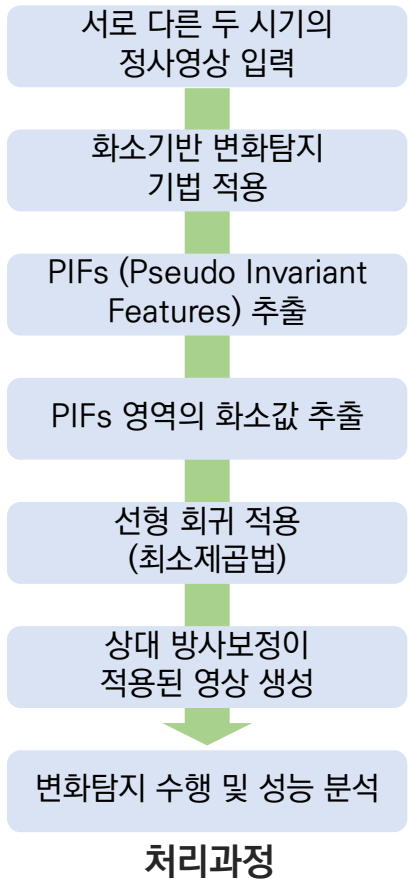 서로 다른 두 시기의
정사영상 입력
화소기반 변화탐지
기법 적용
PIFs (Pseudo Invariant
Features) 추출
PIFs 영역의 화소값 추출
선형 회귀 적용
(최소제곱법)
상대 방사보정이
적용된 영상 생성
변화탐지 수행 및 성능 분석
처리과정